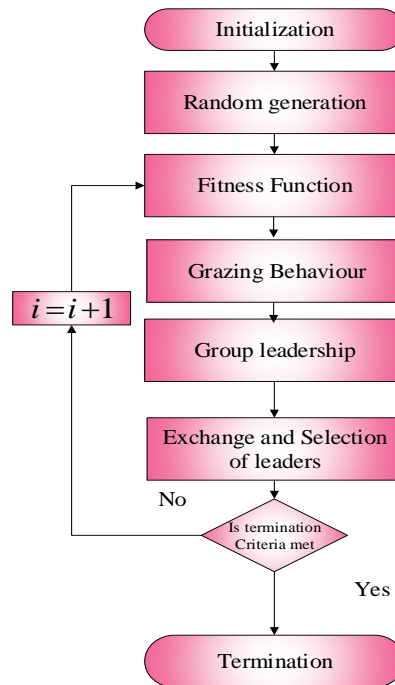 Initialization
Random generation
Fitness Function
Grazing Behaviour
i=i+1
Group leadership
Exchange and Selection
of leaders
No
Is termination
Criteria met
Yes
Termination